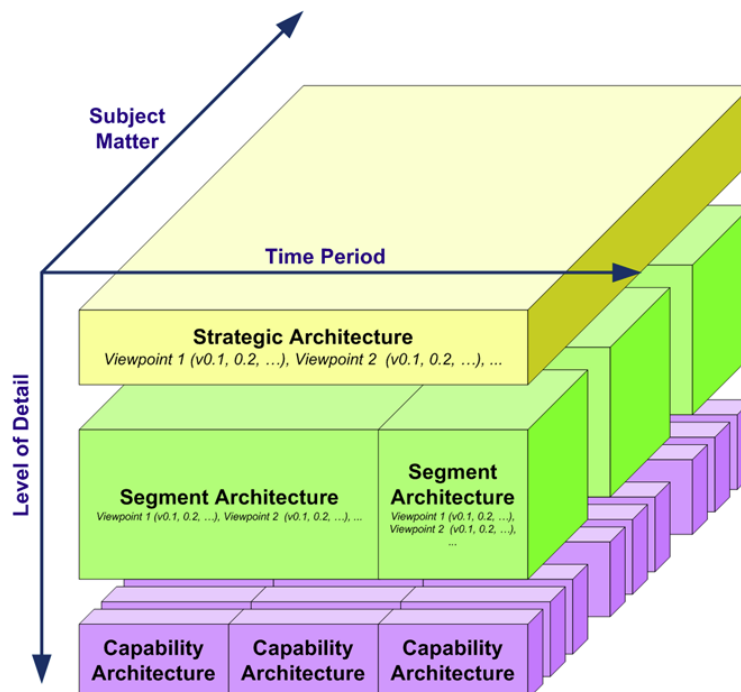 Subject
Matter
Time Period
Level of Detail
Strategic Architecture
Viewpoint 1 (v0.1, 0.2, …), Viewpoint 2 (v0.1, 0.2, …), ...
Segment Architecture
Viewpoint 1 (v0.1, 0.2, …), Viewpoint 2 (v0.1, 0.2, …), ...
Segment
Architecture
Viewpoint 1 (v0.1, 0.2, …),
Viewpoint 2 (v0.1, 0.2, …),
...
Capability
Architecture
Capability
Architecture
Capability
Architecture